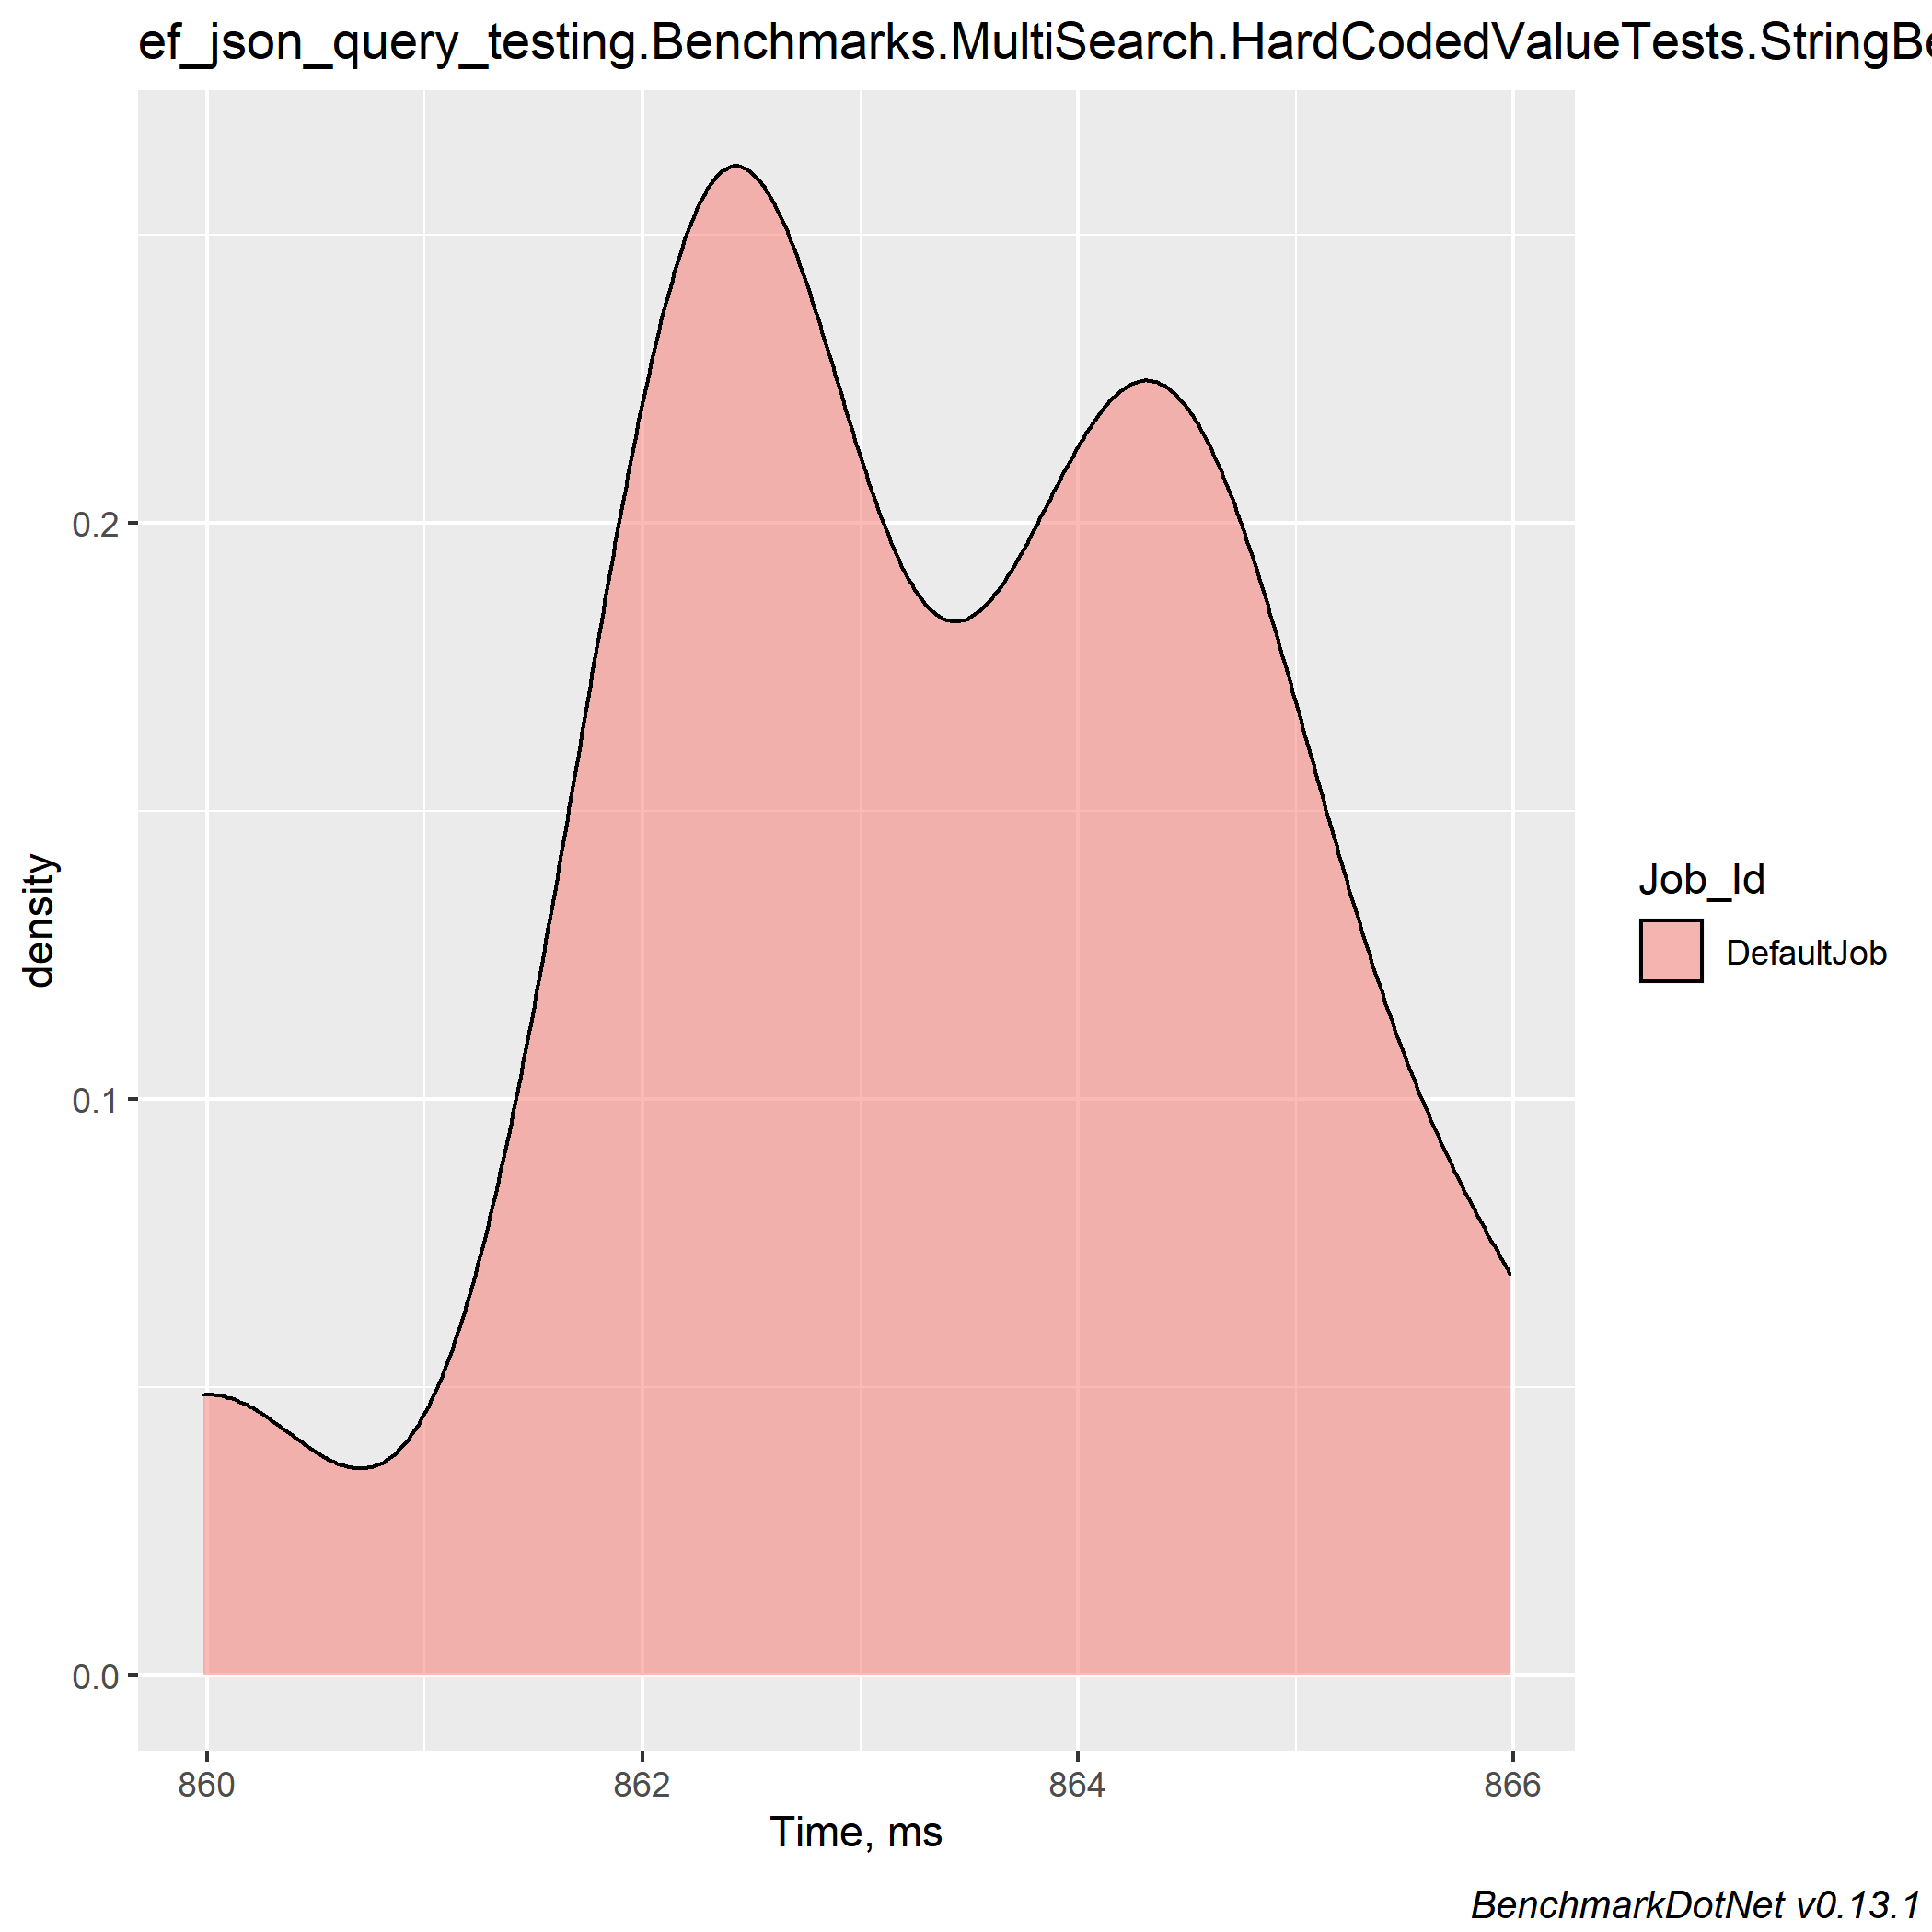 ef_json_query_testing.Benchmarks.MultiSearch.HardCodedValueTests.StringBe
0.2
0.1
0.0
density
860 862 864 866
Time, ms
Job_Id
DefaultJob
BenchmarkDotNet v0.13.1